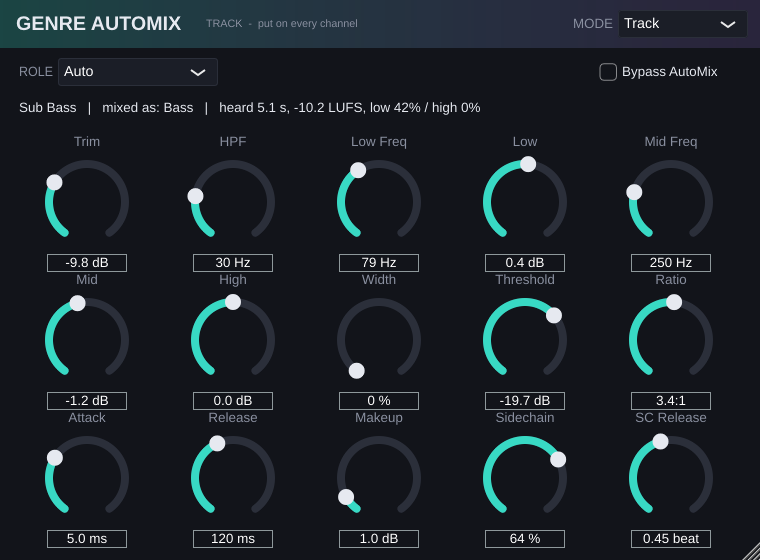 GENRE AUTOMIX TRACK - put on every channel MODE Track
ROLE Auto Bypass AutoMix
Sub Bass | mixed as: Bass | heard 5.1 s, -10.2 LUFS, low 42% / high 0%
Trim HPF Low Freq Low Mid Freq
-9.8 dB 30 Hz 79 Hz 0.4 dB 250 Hz
Mid High Width Threshold Ratio
-1.2 dB 0.0 dB 0 % -19.7 dB 3.4:1
Attack Release Makeup Sidechain SC Release
5.0 ms 120 ms 1.0 dB 64 % 0.45 beat